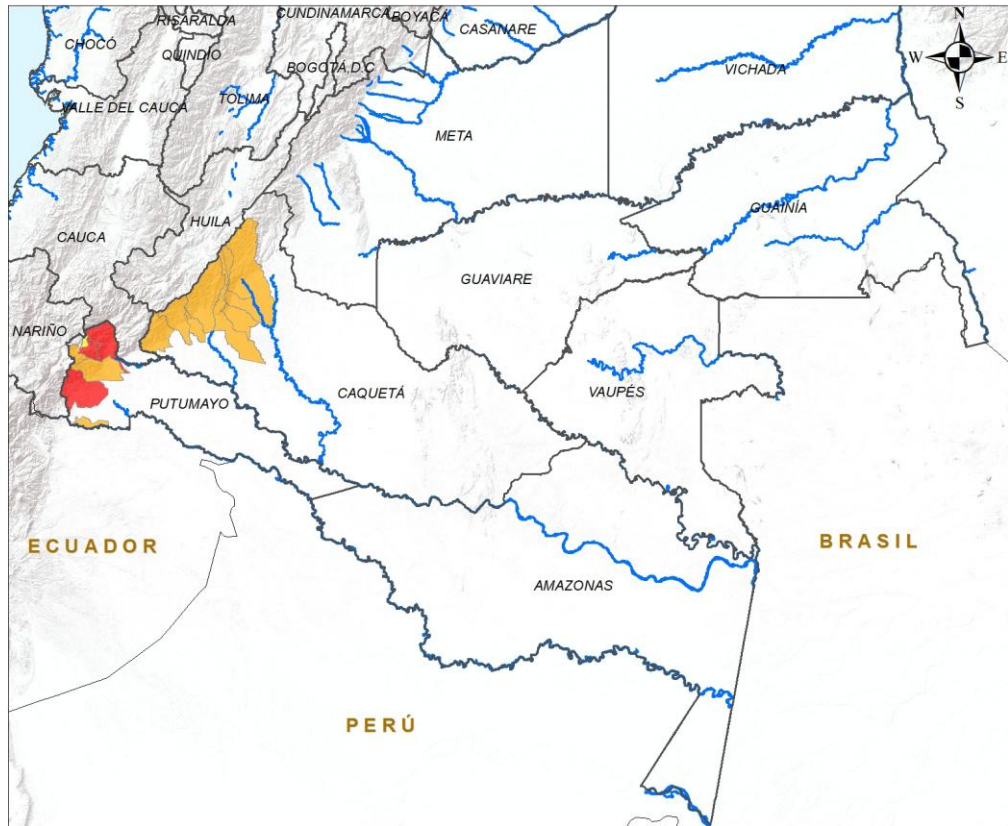 RISARALDA
CUNDINAMARCA
BOYACÁ
CASANARE
N
CHOCÓ
QUINDÍO
BOGOTÁ D.C
W
E
VICHADA
S
VALLE DEL CAUCA
TOLIMA
META
GUAINÍA
HUILA
CAUCA
GUAVIARE
NARIÑO
CAQUETÁ
VAUPÉS
PUTUMAYO
ECUADOR
BRASIL
AMAZONAS
PERÚ